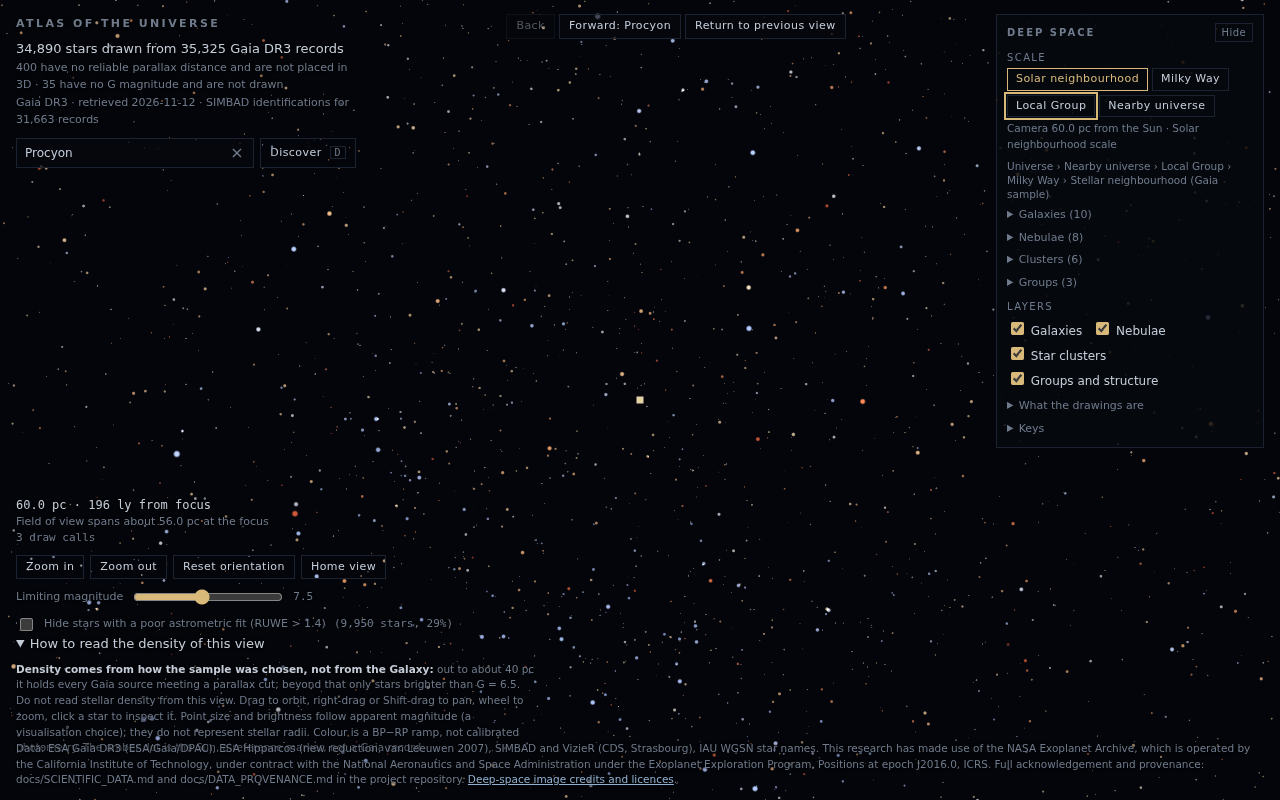 ATLAS OF THE UNIVERSE
34,890 stars drawn from 35,325 Gaia DR3 records
400 have no reliable parallax distance and are not placed in
3D · 35 have no G magnitude and are not drawn
Gaia DR3 · retrieved 2026-11-12 · SIMBAD identifications for
31,663 records
Procyon ×
Discover D
Back
Forward: Procyon
Return to previous view
DEEP SPACE
Hide
SCALE
Solar neighbourhood
Milky Way
Local Group
Nearby universe
Camera 60.0 pc from the Sun · Solar
neighbourhood scale
Universe › Nearby universe › Local Group ›
Milky Way › Stellar neighbourhood (Gaia
sample)
▶ Galaxies (10)
▶ Nebulae (8)
▶ Clusters (6)
▶ Groups (3)
LAYERS
Galaxies
Nebulae
Star clusters
Groups and structure
▶ What the drawings are
▶ Keys
60.0 pc · 196 ly from focus
Field of view spans about 56.0 pc at the focus
3 draw calls
Zoom in
Zoom out
Reset orientation
Home view
Limiting magnitude 7.5
Hide stars with a poor astrometric fit (RUWE > 1.4) (9,950 stars, 29%)
▼ How to read the density of this view
Density comes from how the sample was chosen, not from the Galaxy: out to about 40 pc
it holds every Gaia source meeting a parallax cut; beyond that only stars brighter than G = 6.5.
Do not read stellar density from this view. Drag to orbit, right-drag or Shift-drag to pan, wheel to
zoom, click a star to inspect it. Point size and brightness follow apparent magnitude (a
visualisation choice); they do not represent stellar radii. Colour is a BP−RP ramp, not calibrated
Data: ESA Gaia DR3 (ESA/Gaia/DPAC), ESA Hipparcos (new reduction, van Leeuwen 2007), SIMBAD and VizieR (CDS, Strasbourg), IAU WGSN star names. This research has made use of the NASA Exoplanet Archive, which is operated by
the California Institute of Technology, under contract with the National Aeronautics and Space Administration under the Exoplanet Exploration Program. Positions at epoch J2016.0, ICRS. Full acknowledgement and provenance:
docs/SCIENTIFIC_DATA.md and docs/DATA_PROVENANCE.md in the project repository. Deep-space image credits and licences.